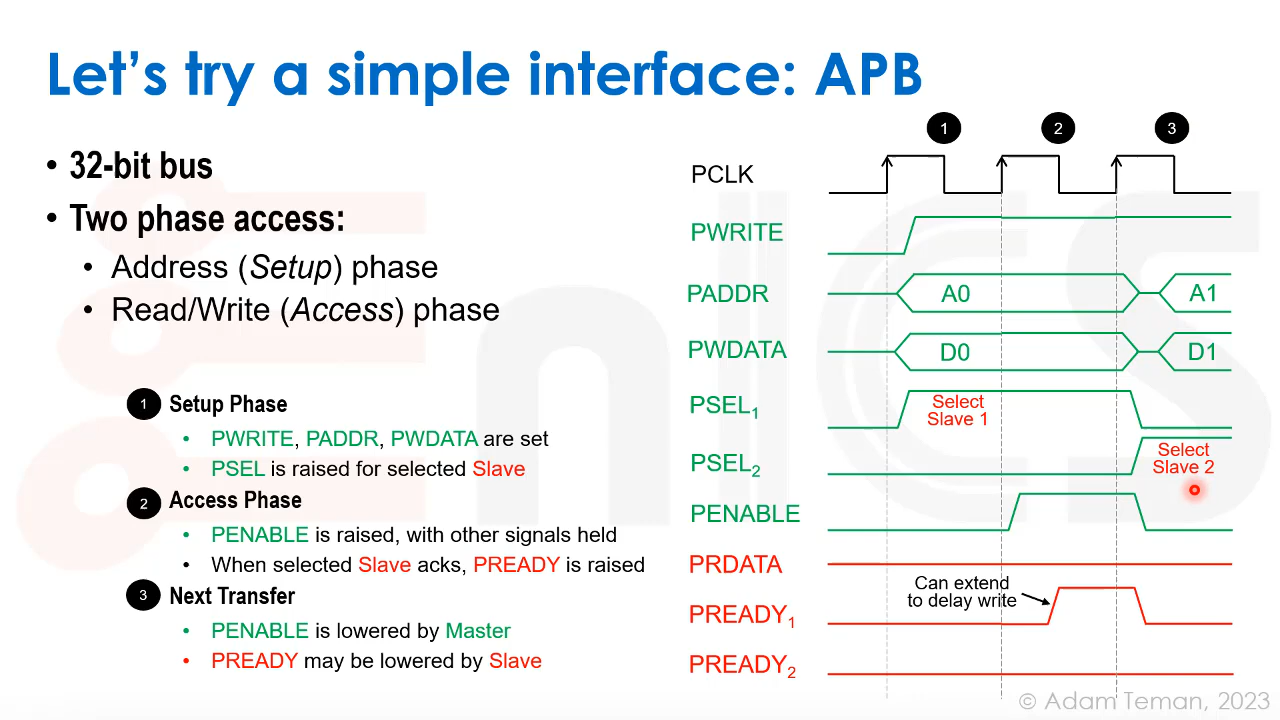 Let's try a simple interface: APB
• 32-bit bus
• Two phase access:
• Address (Setup) phase
• Read/Write (Access) phase
1 Setup Phase
• PWRITE, PADDR, PWDATA are set
• PSEL is raised for selected Slave
2 Access Phase
• PENABLE is raised, with other signals held
• When selected Slave acks, PREADY is raised
3 Next Transfer
• PENABLE is lowered by Master
• PREADY may be lowered by Slave
1 2 3
PCLK
PWRITE
PADDR A0 A1
PWDATA D0 D1
PSEL1 Select
Slave 1
PSEL2 Select
Slave 2
PENABLE
PRDATA
Can extend
to delay write
PREADY1
PREADY2
EnICS
© Adam Teman, 2023